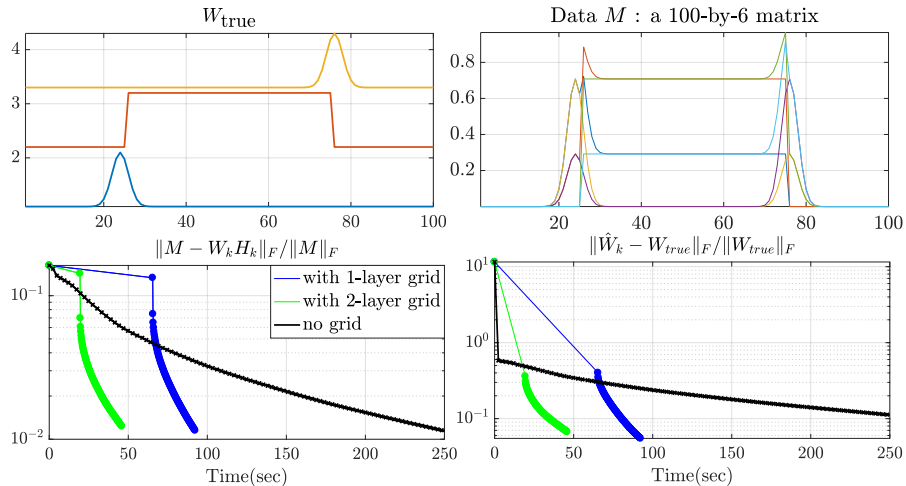 W_true
Data M : a 100-by-6 matrix
4
3
2
20 40 60 80 100
0.8
0.6
0.4
0.2
20 40 60 80 100
‖M − W_k H_k‖_F / ‖M‖_F
‖Ŵ_k − W_true‖_F / ‖W_true‖_F
with 1-layer grid
with 2-layer grid
no grid
10^-1
10^-2
0 50 100 150 200 250
Time(sec)
10^1
10^0
10^-1
0 50 100 150 200 250
Time(sec)